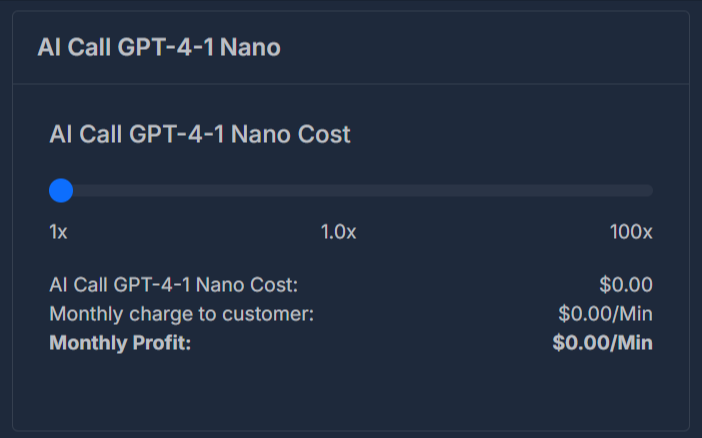 AI Call GPT-4-1 Nano
AI Call GPT-4-1 Nano Cost
1x 1.0x 100x
AI Call GPT-4-1 Nano Cost: $0.00
Monthly charge to customer: $0.00/Min
Monthly Profit: $0.00/Min